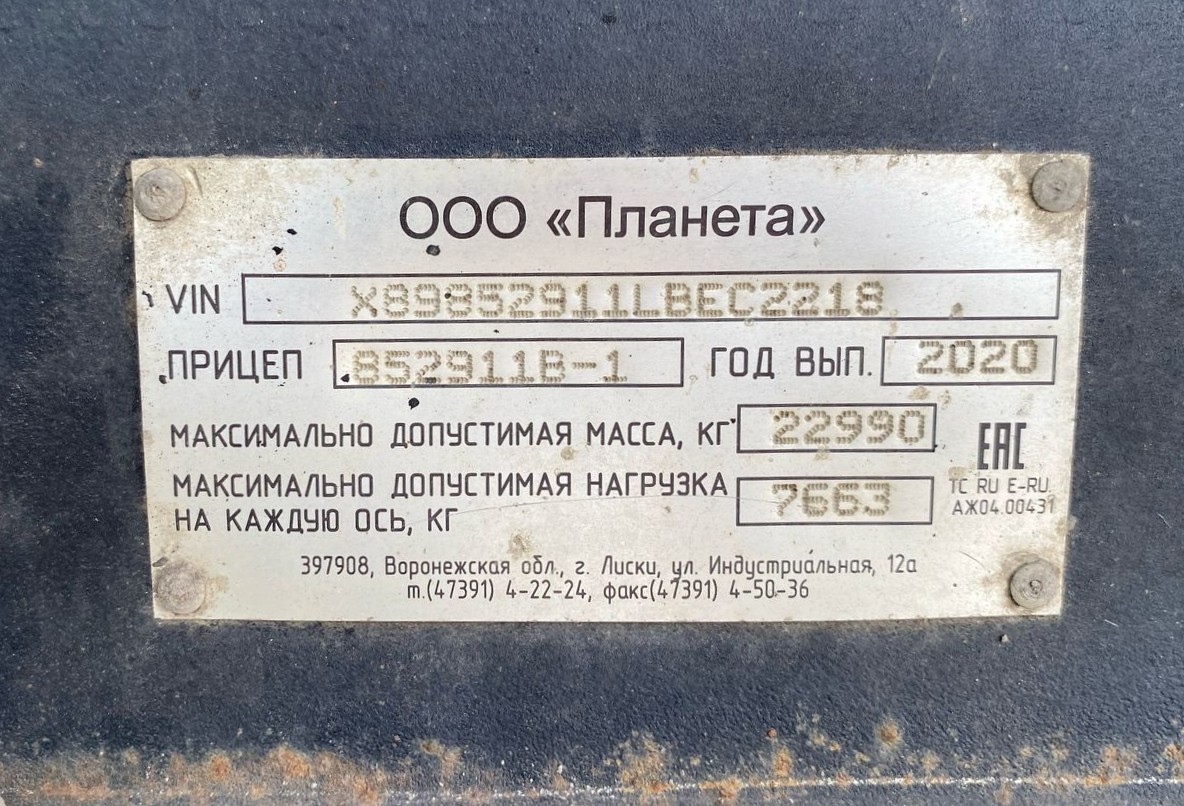 ООО «Планета»
VIN X89852911LBEC2218
ПРИЦЕП 852911В-1 ГОД ВЫП. 2020
МАКСИМАЛЬНО ДОПУСТИМАЯ МАССА, КГ 22990
МАКСИМАЛЬНО ДОПУСТИМАЯ НАГРУЗКА
НА КАЖДУЮ ОСЬ, КГ 7663
ЕАС
ТС RU E-RU.
АЖ04.00431
397908, Воронежская обл., г. Лиски, ул. Индустриальная, 12а
т.(47391) 4-22-24, факс(47391) 4-50-36